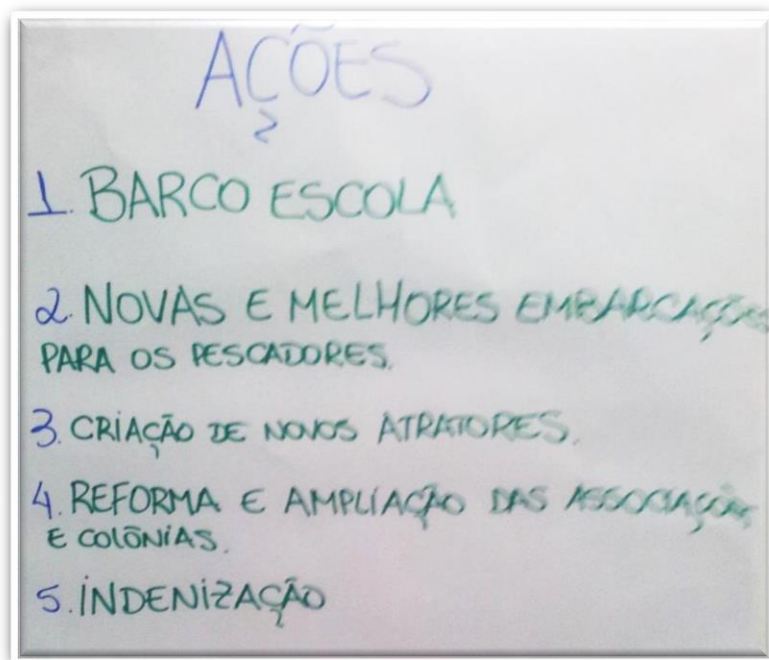 AÇÕES
1. BARCO ESCOLA
2. NOVAS E MELHORES EMBARCAÇÕES
PARA OS PESCADORES.
3. CRIAÇÃO DE NOVOS ATRATORES.
4. REFORMA E AMPLIAÇÃO DAS ASSOCIAÇÕES
E COLÔNIAS.
5. INDENIZAÇÃO